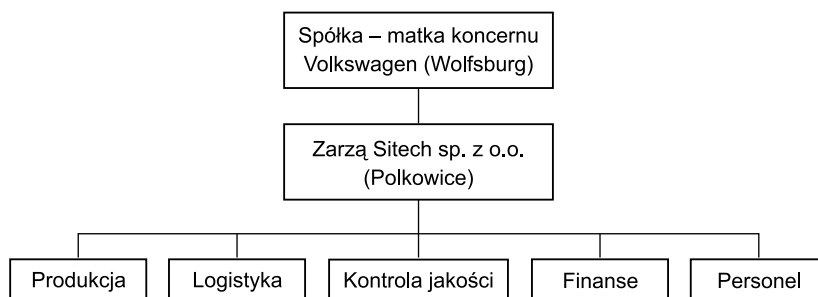 Spółka – matka koncernu
Volkswagen (Wolfsburg)
Zarzą Sitech sp. z o.o.
(Polkowice)
Produkcja
Logistyka
Kontrola jakości
Finanse
Personel